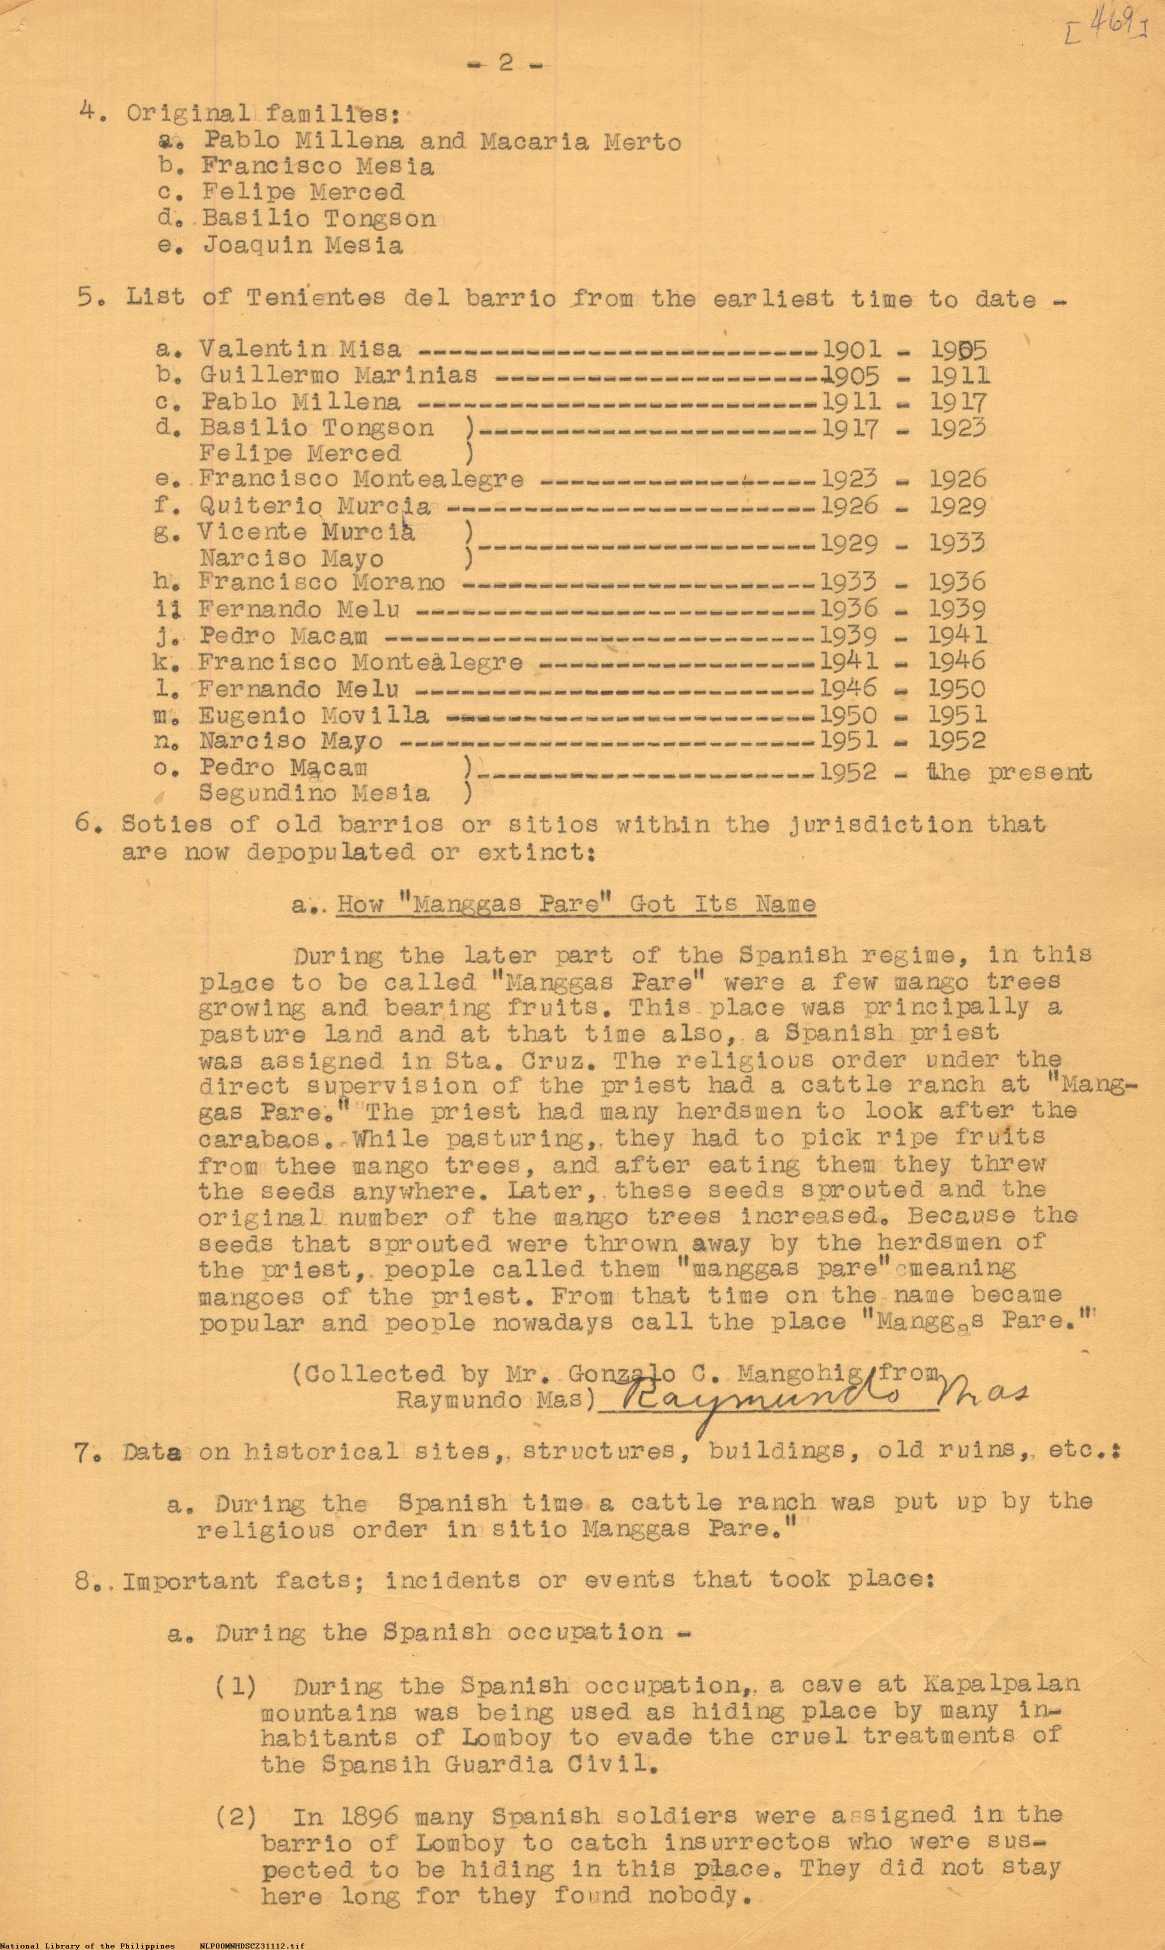 [469]
- 2 -
4. Original families:
a. Pablo Millena and Macaria Merto
b. Francisco Mesia
c. Felipe Merced
d. Basilio Tongson
e. Joaquin Mesia
5. List of Tenientes del barrio from the earliest time to date -
a. Valentin Misa --------------------------1901 - 1905
b. Guillermo Marinias ---------------------1905 - 1911
c. Pablo Millena --------------------------1911 - 1917
d. Basilio Tongson )----------------------1917 - 1923
Felipe Merced )
e. Francisco Montealegre ------------------1923 - 1926
f. Quiterio Murcia ------------------------1926 - 1929
g. Vicente Murcia )
----------------------1929 - 1933
Narciso Mayo )
h. Francisco Morano -----------------------1933 - 1936
ii Fernando Melu --------------------------1936 - 1939
j. Pedro Macam ----------------------------1939 - 1941
k. Francisco Montealegre ------------------1941 - 1946
l. Fernando Melu --------------------------1946 - 1950
m. Eugenio Movilla ------------------------1950 - 1951
n. Narciso Mayo ---------------------------1951 - 1952
o. Pedro Macam )----------------------1952 - the present
Segundino Mesia )
6. Soties of old barrios or sitios within the jurisdiction that
are now depopulated or extinct:
a.. How "Manggas Pare" Got Its Name
During the later part of the Spanish regime, in this
place to be called "Manggas Pare" were a few mango trees
growing and bearing fruits. This place was principally a
pasture land and at that time also, a Spanish priest
was assigned in Sta. Cruz. The religious order under the
direct supervision of the priest had a cattle ranch at "Mang-
gas Pare." The priest had many herdsmen to look after the
carabaos. While pasturing, they had to pick ripe fruits
from thee mango trees, and after eating them they threw
the seeds anywhere. Later, these seeds sprouted and the
original number of the mango trees increased. Because the
seeds that sprouted were thrown away by the herdsmen of
the priest, people called them "manggas pare" meaning
mangoes of the priest. From that time on the name became
popular and people nowadays call the place "Manggas Pare."
(Collected by Mr. Gonzalo C. Mangohig from
Raymundo Mas) Raymundo Mas
7. Data on historical sites, structures, buildings, old ruins, etc.:
a. During the Spanish time a cattle ranch was put up by the
religious order in sitio Manggas Pare."
8. Important facts; incidents or events that took place:
a. During the Spanish occupation -
(1) During the Spanish occupation, a cave at Kapalpalan
mountains was being used as hiding place by many in-
habitants of Lomboy to evade the cruel treatments of
the Spansih Guardia Civil.
(2) In 1896 many Spanish soldiers were assigned in the
barrio of Lomboy to catch insurrectos who were sus-
pected to be hiding in this place. They did not stay
here long for they found nobody.
National Library of the Philippines NLP00MNHDSCZ31112.tif